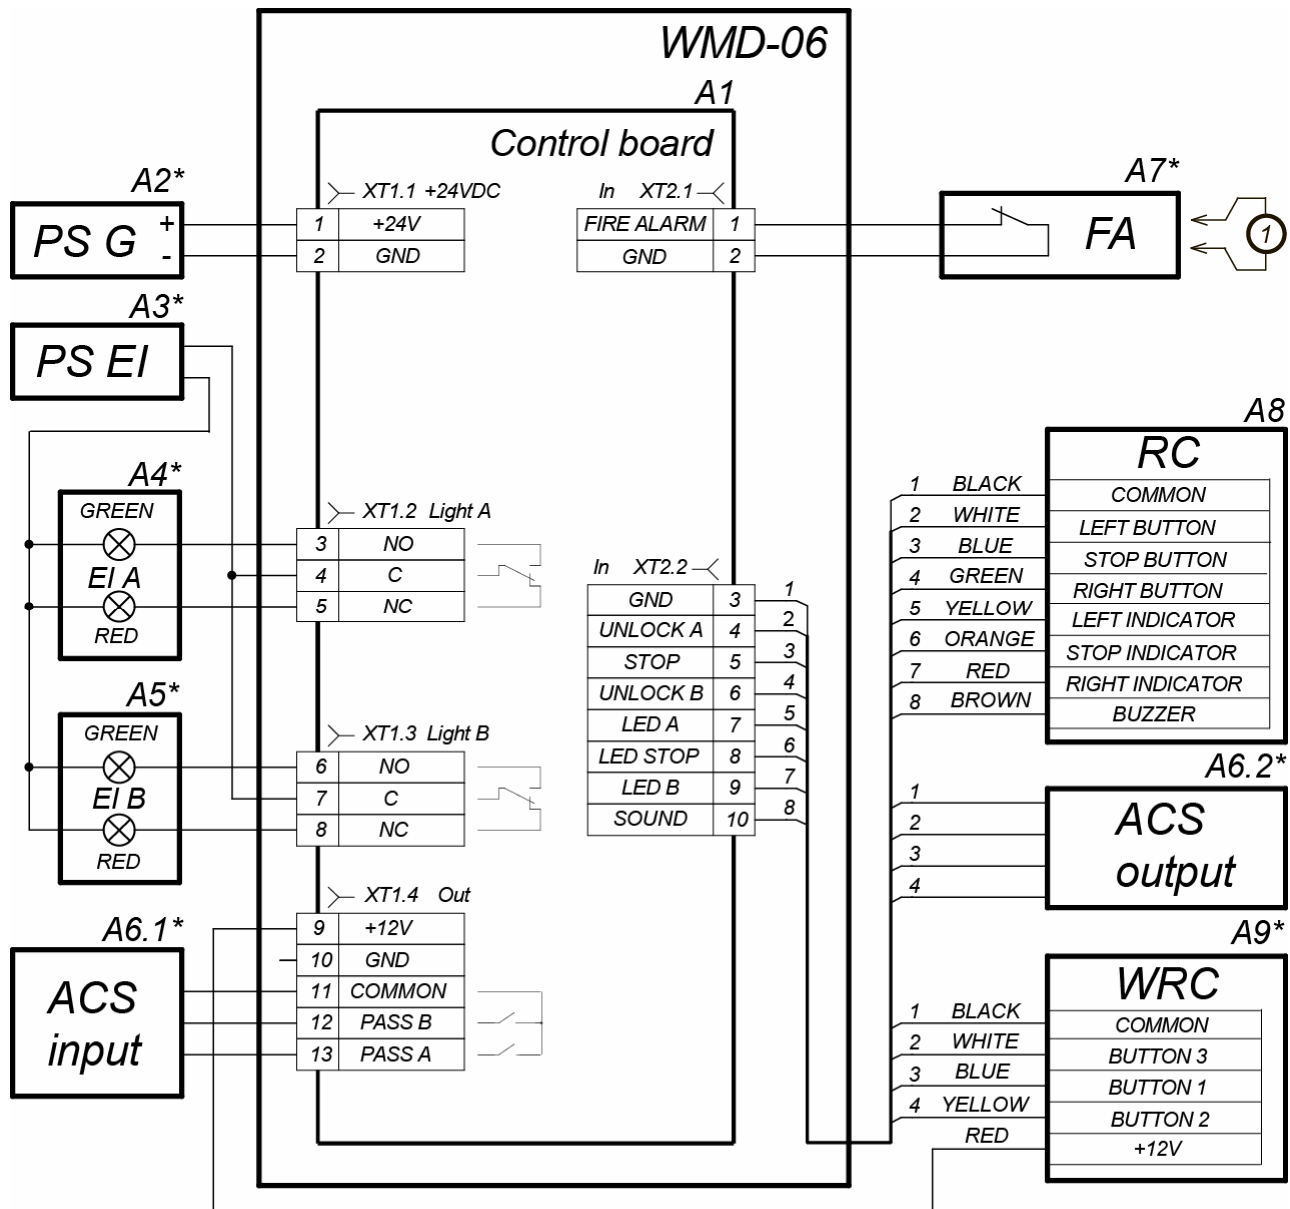 WMD-06
A1
Control board
A2*
PS G + -
XT1.1 +24VDC
1 +24V
2 GND
In XT2.1
FIRE ALARM 1
GND 2
A7*
FA
1
A3*
PS EI
A4*
GREEN
EI A
RED
XT1.2 Light A
3 NO
4 C
5 NC
A5*
GREEN
EI B
RED
XT1.3 Light B
6 NO
7 C
8 NC
A6.1*
ACS
input
XT1.4 Out
9 +12V
10 GND
11 COMMON
12 PASS B
13 PASS A
In XT2.2
GND 3 1
UNLOCK A 4 2
STOP 5 3
UNLOCK B 6 4
LED A 7 5
LED STOP 8 6
LED B 9 7
SOUND 10 8
A8
RC
1 BLACK COMMON
2 WHITE LEFT BUTTON
3 BLUE STOP BUTTON
4 GREEN RIGHT BUTTON
5 YELLOW LEFT INDICATOR
6 ORANGE STOP INDICATOR
7 RED RIGHT INDICATOR
8 BROWN BUZZER
A6.2*
ACS
output
1
2
3
4
A9*
WRC
1 BLACK COMMON
2 WHITE BUTTON 3
3 BLUE BUTTON 1
4 YELLOW BUTTON 2
RED +12V